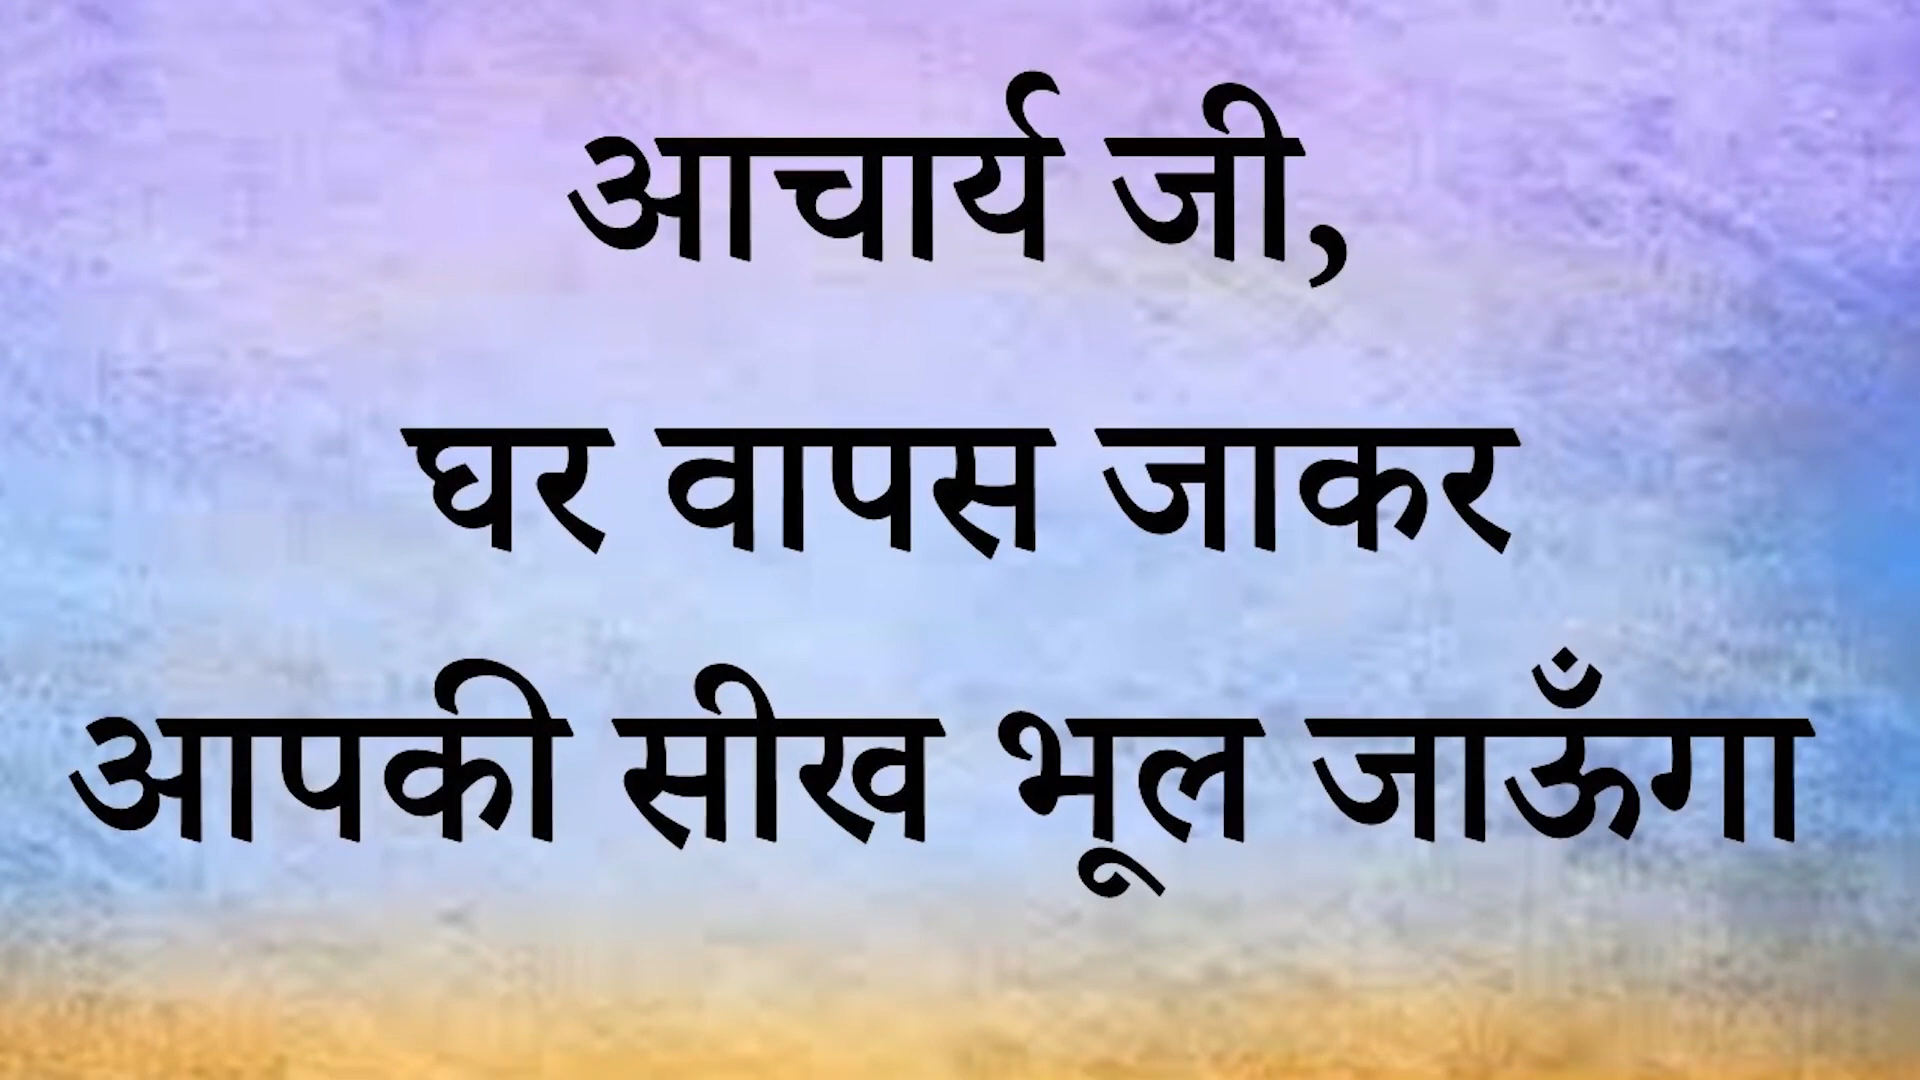 आचार्य जी,
घर वापस जाकर
आपकी सीख भूल जाऊँगा